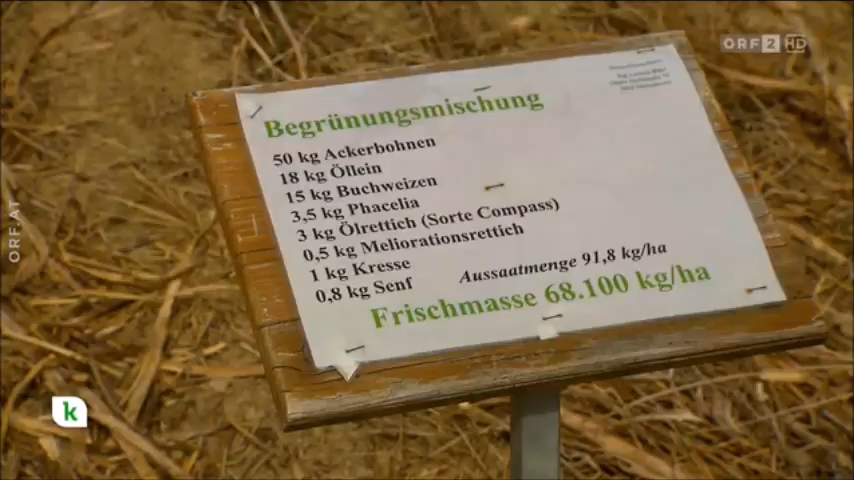 ORF 2 HD
Begrünungsmischung
50 kg Ackerbohnen
18 kg Öllein
15 kg Buchweizen
3,5 kg Phacelia
3 kg Ölrettich (Sorte Compass)
0,5 kg Meliorationsrettich
1 kg Kresse
0,8 kg Senf
Aussaatmenge 91,8 kg/ha
Frischmasse 68.100 kg/ha
ORF.AT
k